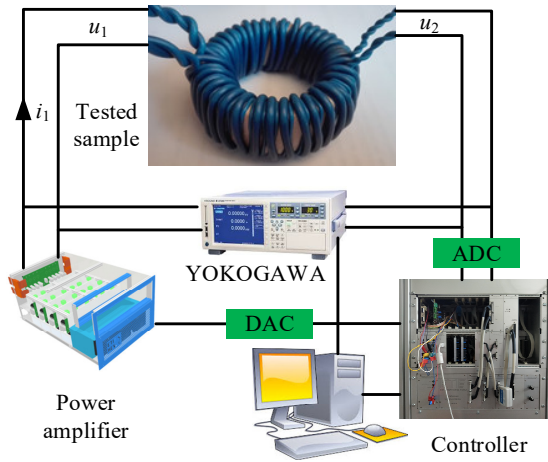 u1
u2
i1
Tested
sample
YOKOGAWA
ADC
DAC
Power
amplifier
Controller